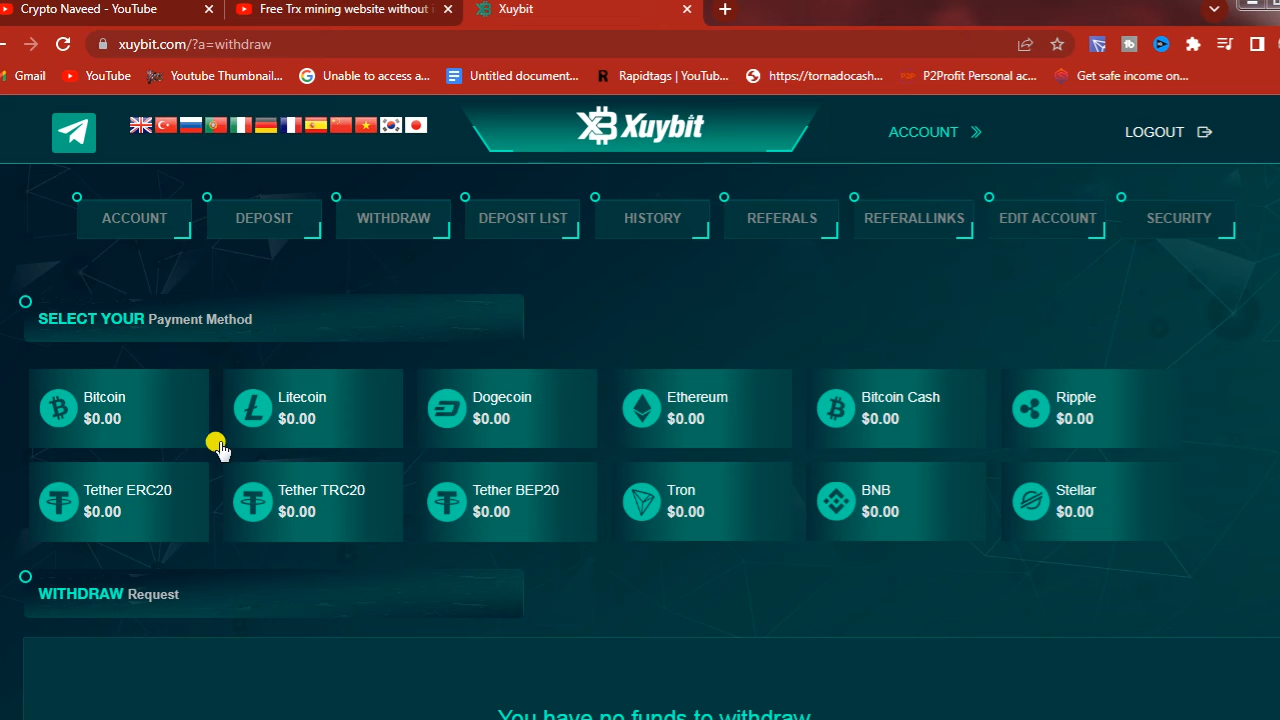 Crypto Naveed - YouTube
Free Trx mining website without i
Xuybit
xuybit.com/?a=withdraw
Gmail
YouTube
Youtube Thumbnail...
Unable to access a...
Untitled document...
Rapidtags | YouTub...
https://tornadocash...
P2Profit Personal ac...
Get safe income on...
Xuybit
ACCOUNT
LOGOUT
ACCOUNT
DEPOSIT
WITHDRAW
DEPOSIT LIST
HISTORY
REFERALS
REFERALLINKS
EDIT ACCOUNT
SECURITY
SELECT YOUR Payment Method
Bitcoin
$0.00
Litecoin
$0.00
Dogecoin
$0.00
Ethereum
$0.00
Bitcoin Cash
$0.00
Ripple
$0.00
Tether ERC20
$0.00
Tether TRC20
$0.00
Tether BEP20
$0.00
Tron
$0.00
BNB
$0.00
Stellar
$0.00
WITHDRAW Request
You have no funds to withdraw